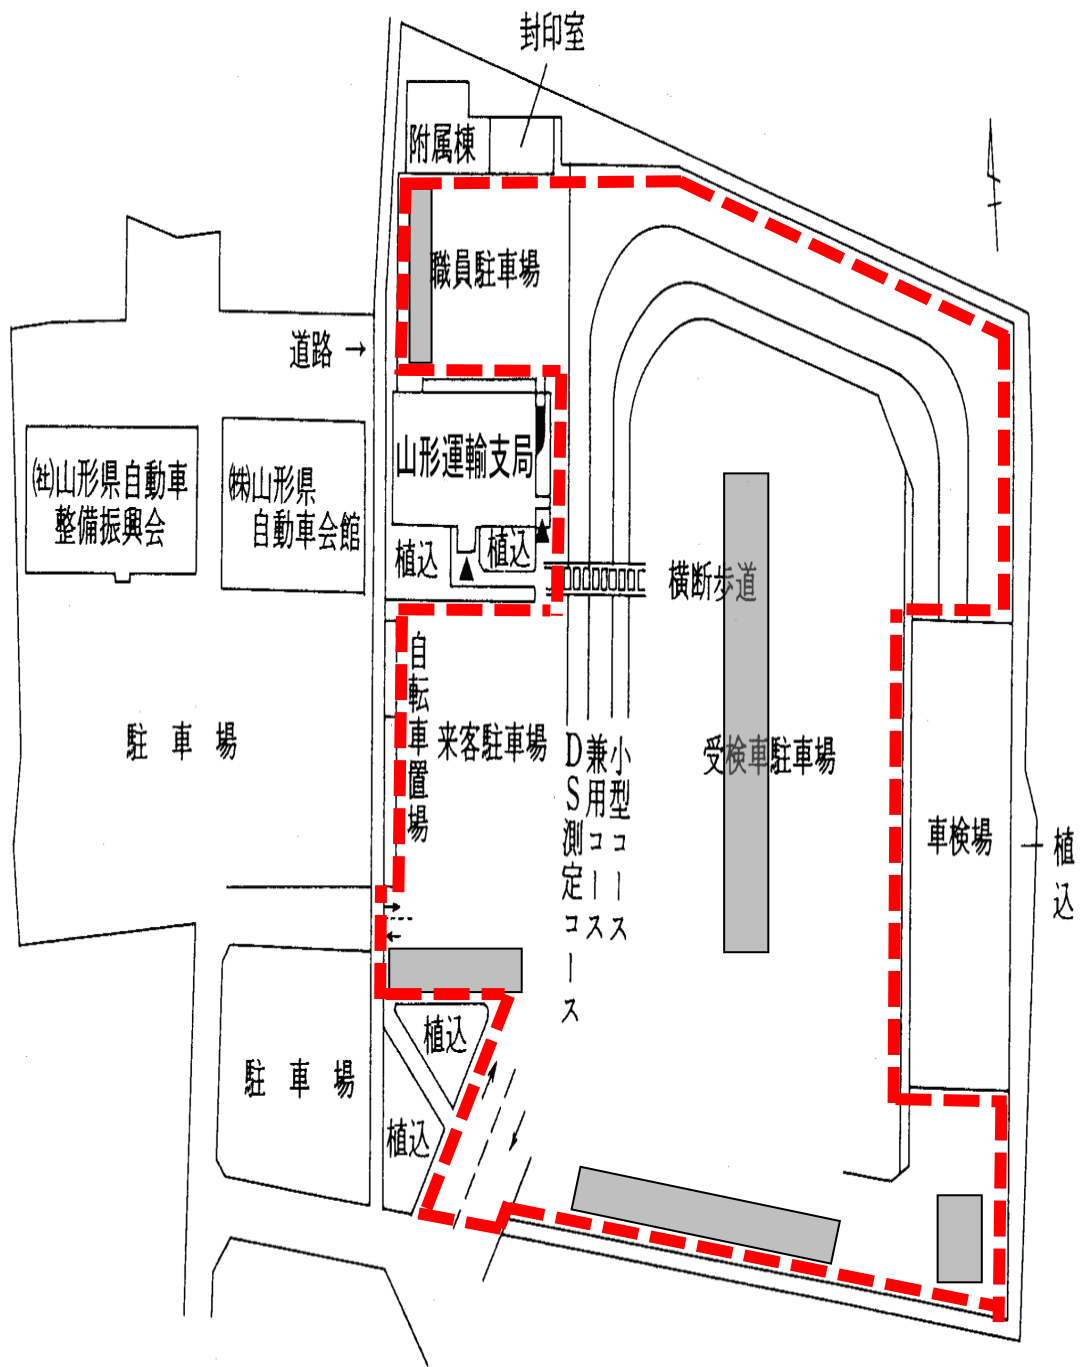 封印室
附属棟
職員駐車場
道路→
山形運輸支局
㈳山形県自動車
整備振興会
㈱山形県
自動車会館
植込
植込
横断歩道
自転車置場
来客駐車場
DS測定コース
兼用コース
小型コース
受検車駐車場
車検場
植込
駐車場
植込
駐車場
植込